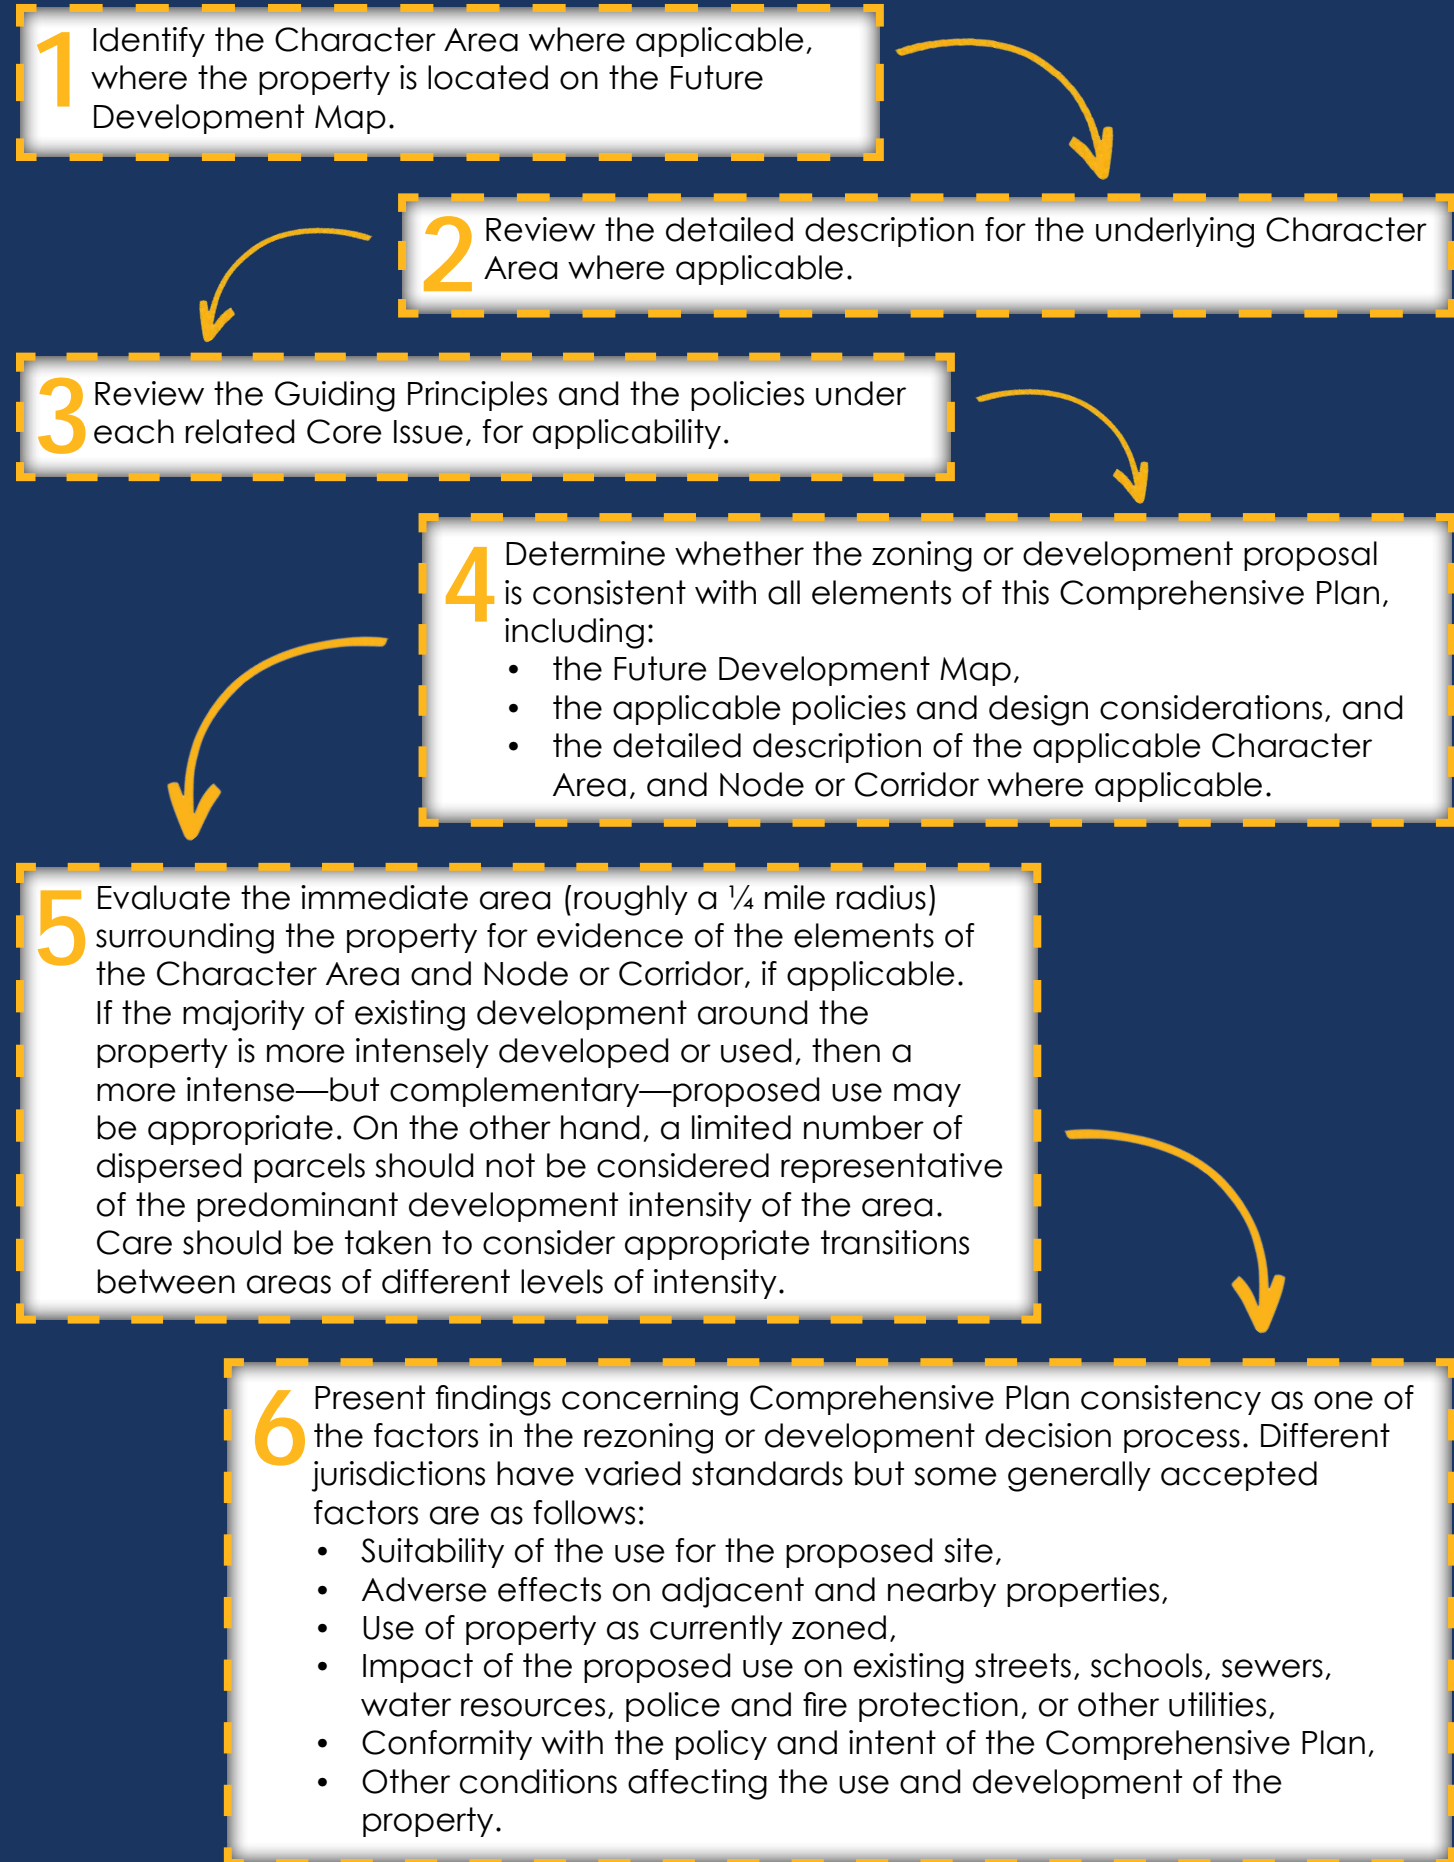 1 Identify the Character Area where applicable,
where the property is located on the Future
Development Map.
2 Review the detailed description for the underlying Character
Area where applicable.
3 Review the Guiding Principles and the policies under
each related Core Issue, for applicability.
4 Determine whether the zoning or development proposal
is consistent with all elements of this Comprehensive Plan,
including:
• the Future Development Map,
• the applicable policies and design considerations, and
• the detailed description of the applicable Character
Area, and Node or Corridor where applicable.
5 Evaluate the immediate area (roughly a ¼ mile radius)
surrounding the property for evidence of the elements of
the Character Area and Node or Corridor, if applicable.
If the majority of existing development around the
property is more intensely developed or used, then a
more intense—but complementary—proposed use may
be appropriate. On the other hand, a limited number of
dispersed parcels should not be considered representative
of the predominant development intensity of the area.
Care should be taken to consider appropriate transitions
between areas of different levels of intensity.
6 Present findings concerning Comprehensive Plan consistency as one of
the factors in the rezoning or development decision process. Different
jurisdictions have varied standards but some generally accepted
factors are as follows:
• Suitability of the use for the proposed site,
• Adverse effects on adjacent and nearby properties,
• Use of property as currently zoned,
• Impact of the proposed use on existing streets, schools, sewers,
water resources, police and fire protection, or other utilities,
• Conformity with the policy and intent of the Comprehensive Plan,
• Other conditions affecting the use and development of the
property.